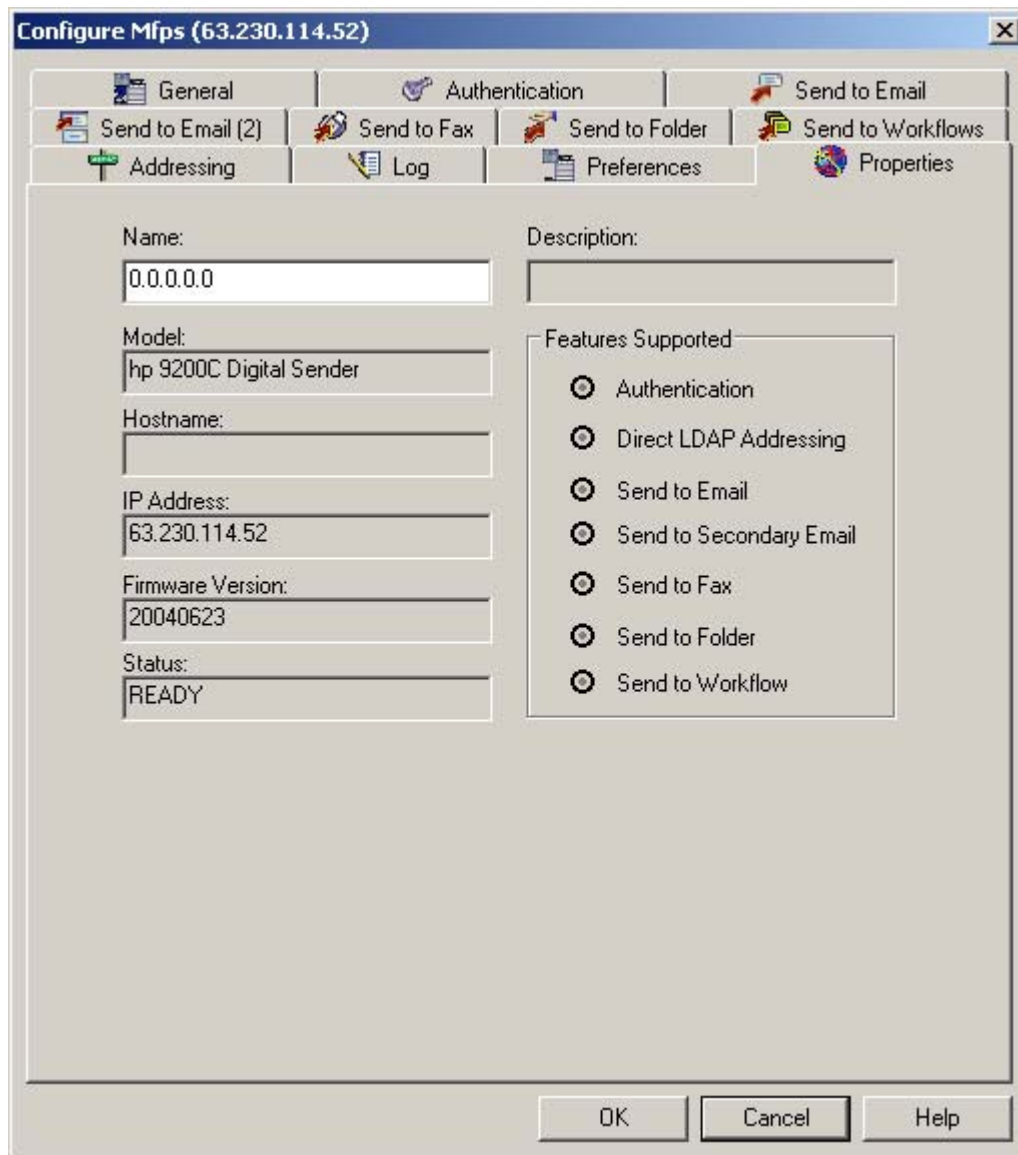 Configure Mfps (63.230.114.52)
General Authentication Send to Email
Send to Email (2) Send to Fax Send to Folder Send to Workflows
Addressing Log Preferences Properties
Name: Description:
0.0.0.0.0
Model: Features Supported
hp 9200C Digital Sender
Authentication
Hostname:
Direct LDAP Addressing
Send to Email
IP Address:
63.230.114.52 Send to Secondary Email
Firmware Version: Send to Fax
20040623
Send to Folder
Status:
READY Send to Workflow
OK Cancel Help